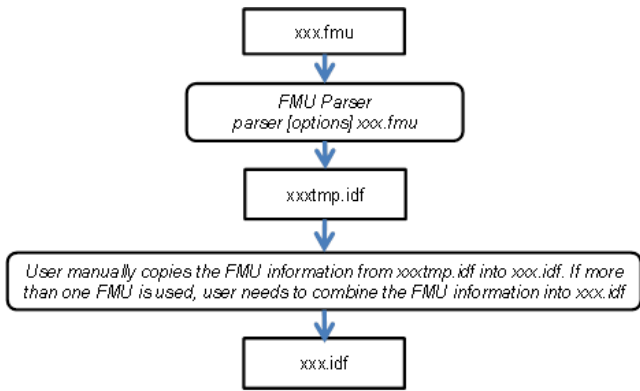 xxx.fmu
FMU Parser
parser [options] xxx.fmu
xxxtmp.idf
User manually copies the FMU information from xxxtmp.idf into xxx.idf. If more
than one FMU is used, user needs to combine the FMU information into xxx.idf
xxx.idf